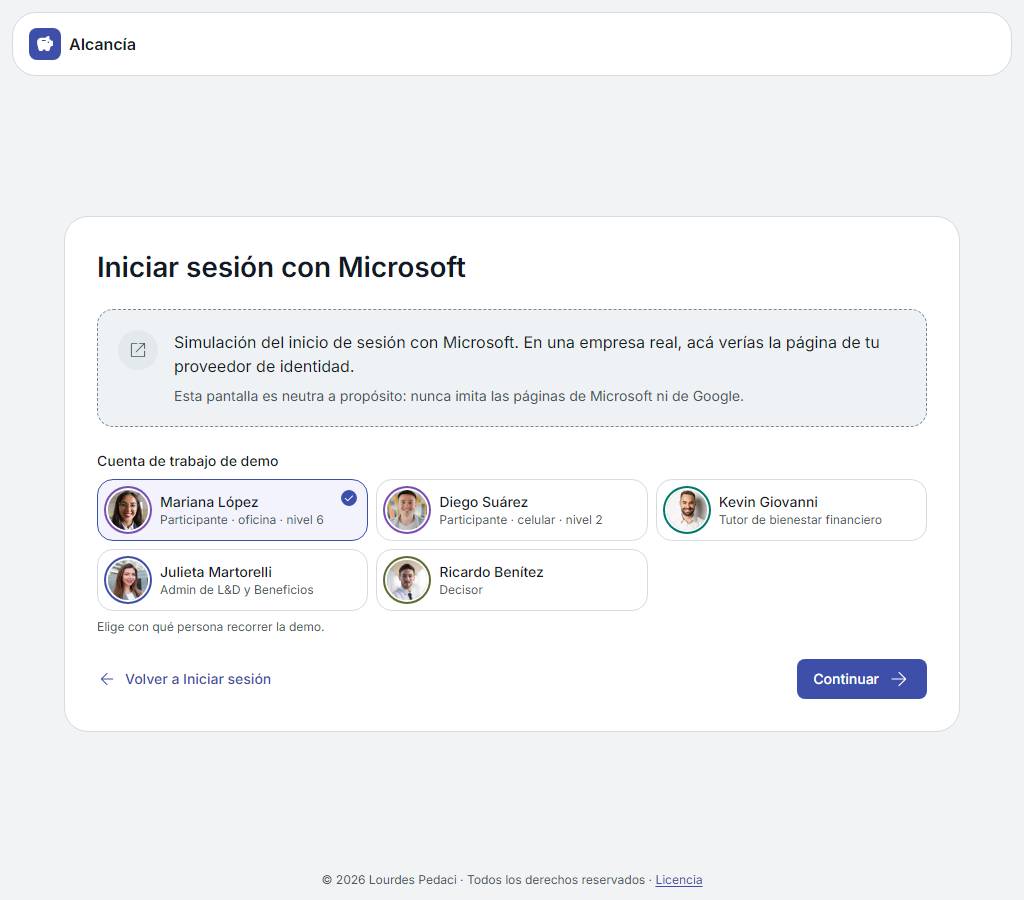 Alcancía
Iniciar sesión con Microsoft
Simulación del inicio de sesión con Microsoft. En una empresa real, acá verías la página de tu
proveedor de identidad.
Esta pantalla es neutra a propósito: nunca imita las páginas de Microsoft ni de Google.
Cuenta de trabajo de demo
Mariana López
Participante · oficina · nivel 6
Diego Suárez
Participante · celular · nivel 2
Kevin Giovanni
Tutor de bienestar financiero
Julieta Martorelli
Admin de L&D y Beneficios
Ricardo Benítez
Decisor
Elige con qué persona recorrer la demo.
Volver a Iniciar sesión
Continuar
© 2026 Lourdes Pedaci · Todos los derechos reservados · Licencia